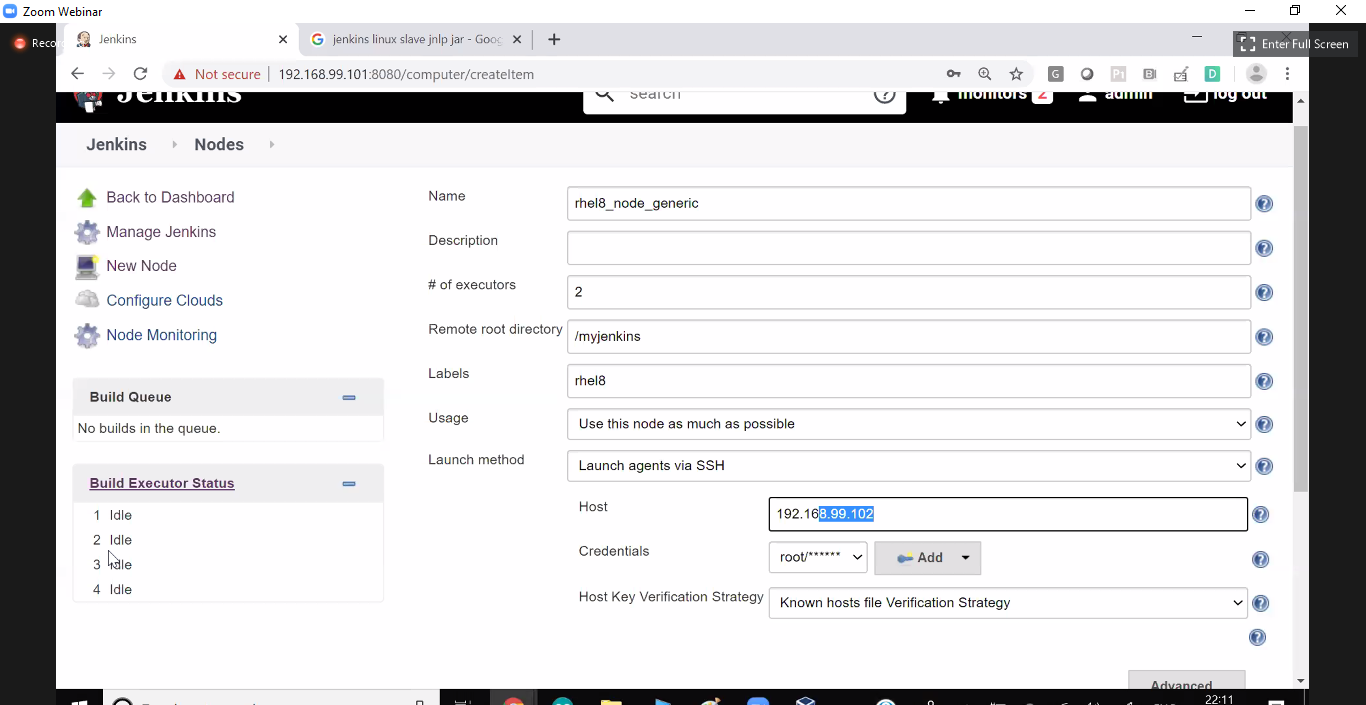 Zoom Webinar
Jenkins
jenkins linux slave jnlp jar - Goog
Enter Full Screen
Not secure
192.168.99.101:8080/computer/createItem
Jenkins
search
monitors 2
admin
log out
Jenkins
Nodes
Back to Dashboard
Manage Jenkins
New Node
Configure Clouds
Node Monitoring
Build Queue
No builds in the queue.
Build Executor Status
1 Idle
2 Idle
3 Idle
4 Idle
Name
rhel8_node_generic
Description
# of executors
2
Remote root directory
/myjenkins
Labels
rhel8
Usage
Use this node as much as possible
Launch method
Launch agents via SSH
Host
192.168.99.102
Credentials
root/******
Add
Host Key Verification Strategy
Known hosts file Verification Strategy
Advanced
22:11